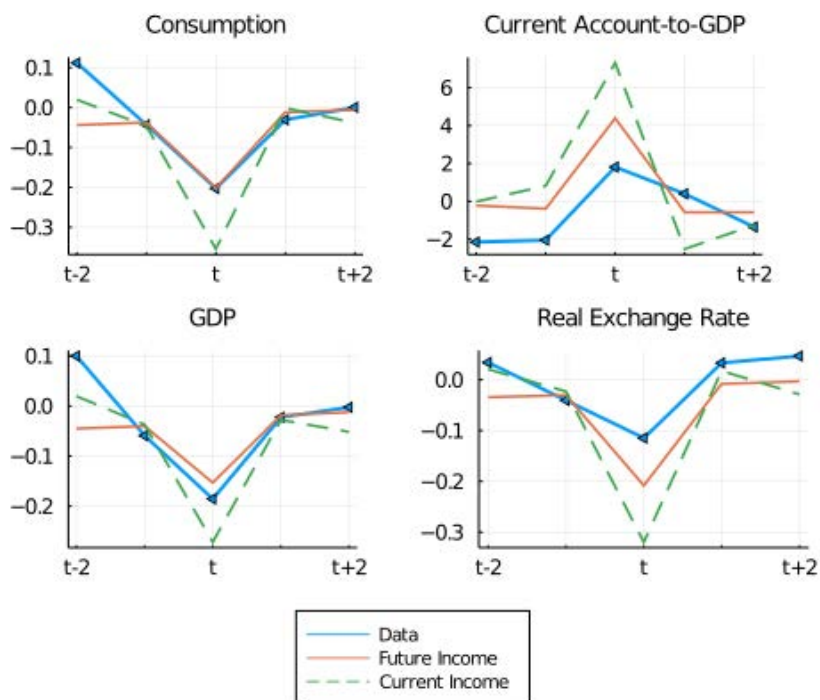 Consumption
0.1
0.0
−0.1
−0.2
−0.3
t-2
t
t+2
Current Account-to-GDP
6
4
2
0
−2
t-2
t
t+2
GDP
0.1
0.0
−0.1
−0.2
t-2
t
t+2
Real Exchange Rate
0.0
−0.1
−0.2
−0.3
t-2
t
t+2
Data
Future Income
Current Income